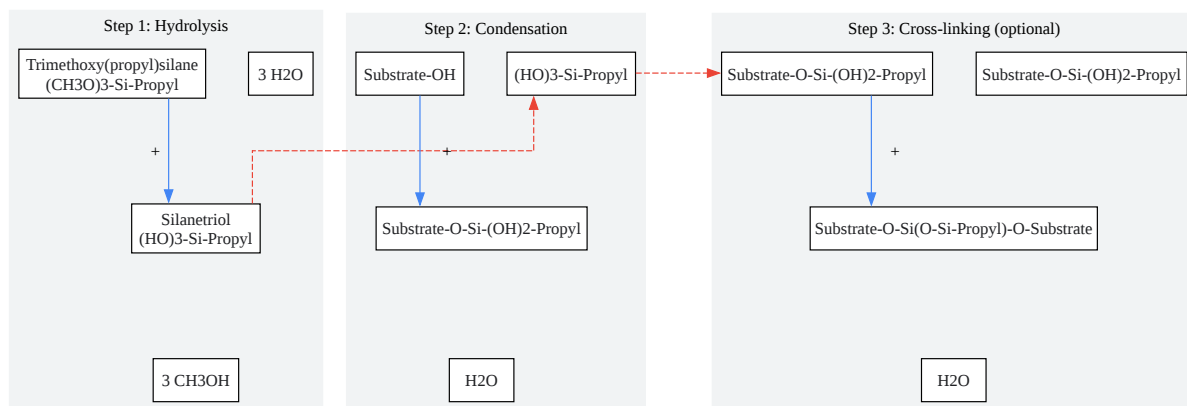 Step 1: Hydrolysis
Trimethoxy(propyl)silane
(CH3O)3-Si-Propyl
3 H2O
+
Silanetriol
(HO)3-Si-Propyl
3 CH3OH
Step 2: Condensation
Substrate-OH
(HO)3-Si-Propyl
+
Substrate-O-Si-(OH)2-Propyl
H2O
Step 3: Cross-linking (optional)
Substrate-O-Si-(OH)2-Propyl
Substrate-O-Si-(OH)2-Propyl
+
Substrate-O-Si(O-Si-Propyl)-O-Substrate
H2O